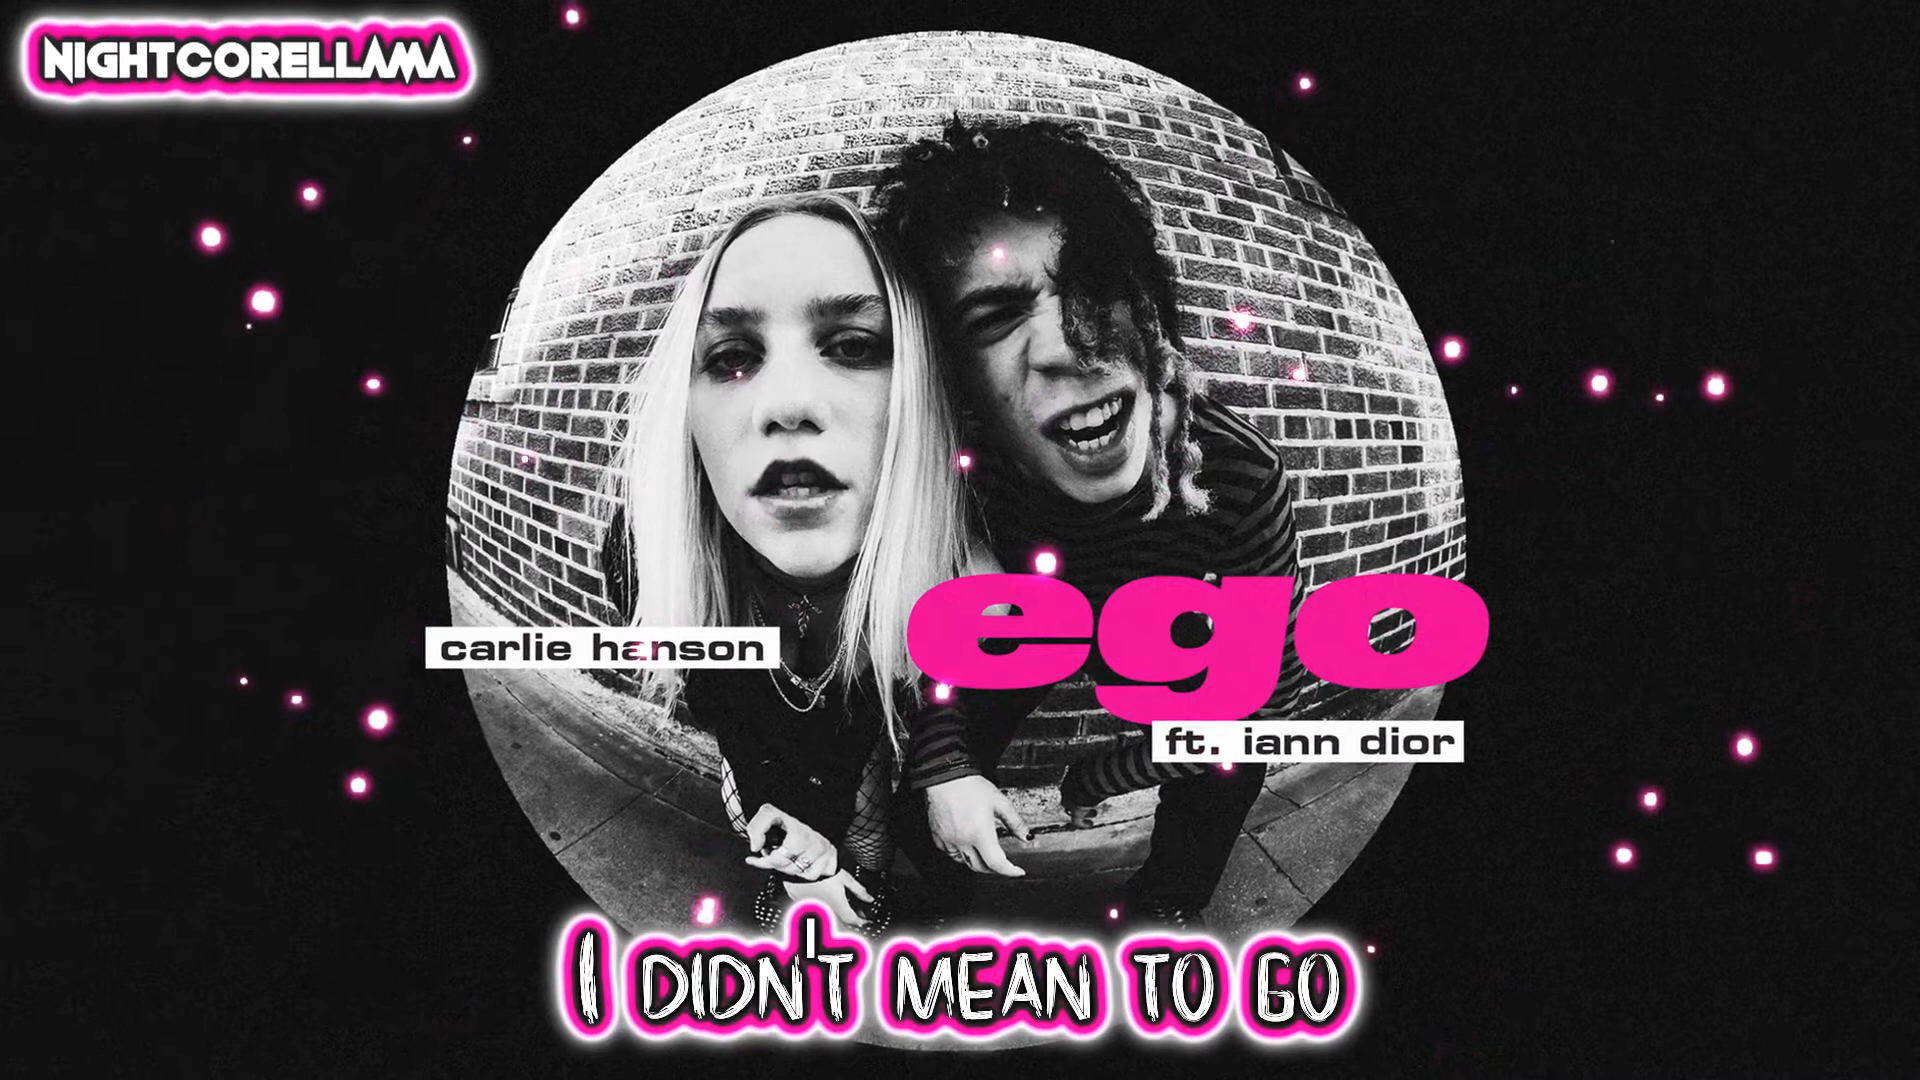 NIGHTCORELLAMA
carlie hanson
ego
ft. iann dior
I DIDN'T MEAN TO GO